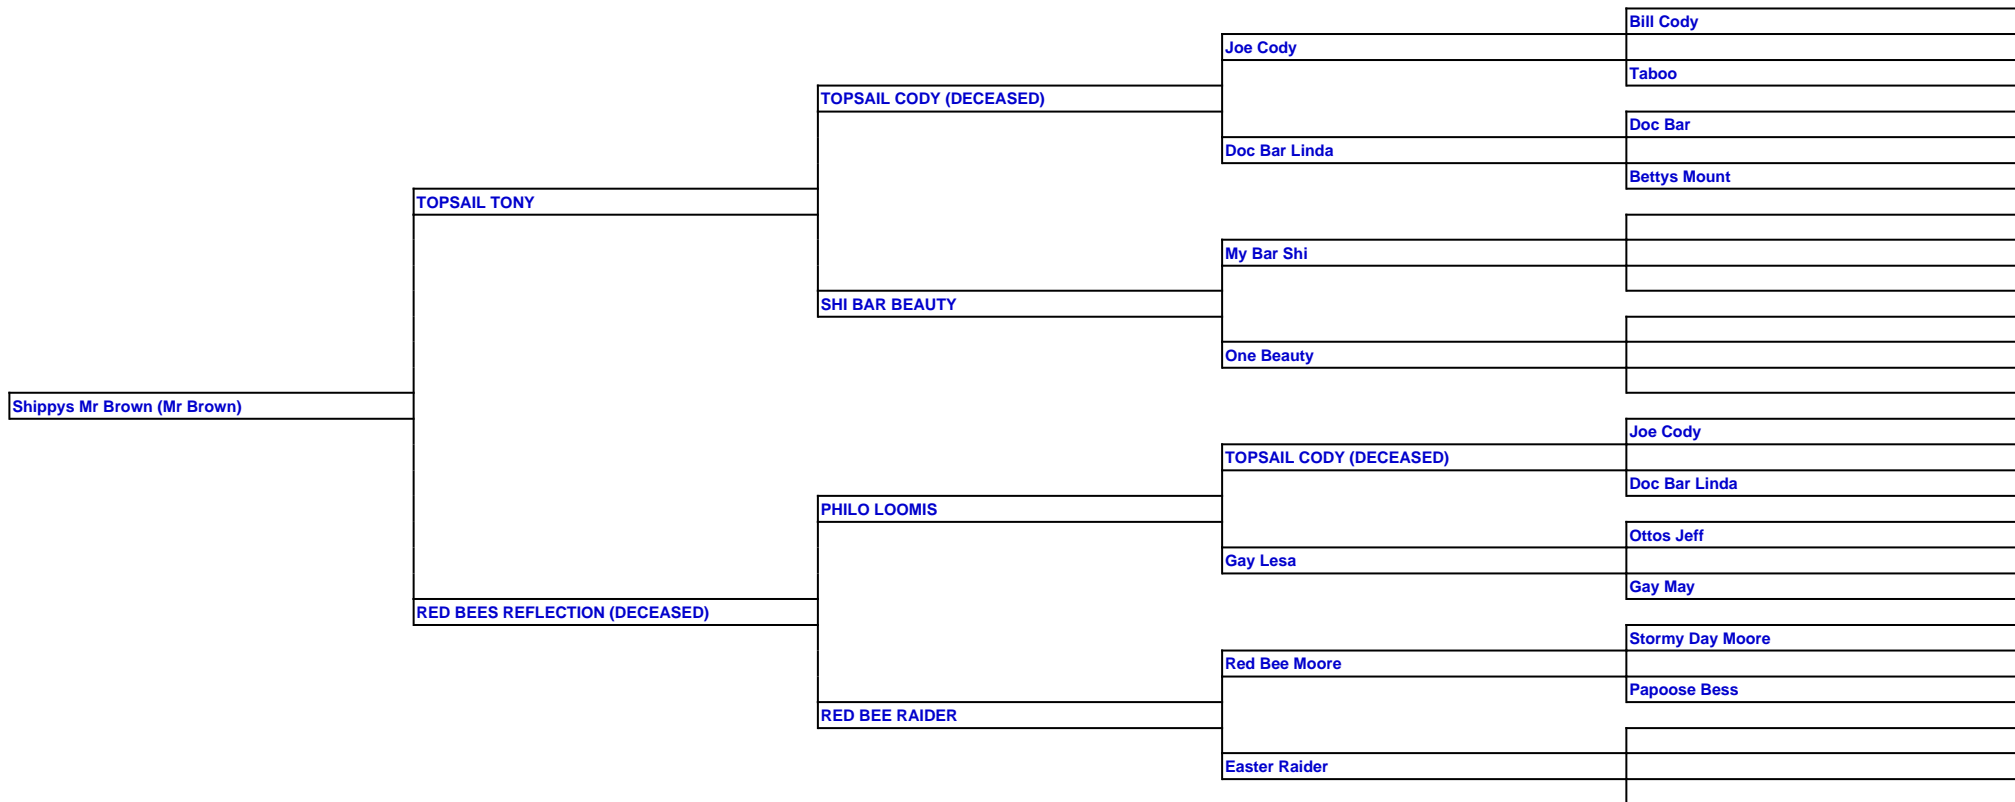 Bill Cody
Joe Cody
Taboo
TOPSAIL CODY (DECEASED)
Doc Bar
Doc Bar Linda
Bettys Mount
TOPSAIL TONY
My Bar Shi
SHI BAR BEAUTY
One Beauty
Shippys Mr Brown (Mr Brown)
Joe Cody
TOPSAIL CODY (DECEASED)
Doc Bar Linda
PHILO LOOMIS
Ottos Jeff
Gay Lesa
Gay May
RED BEES REFLECTION (DECEASED)
Stormy Day Moore
Red Bee Moore
Papoose Bess
RED BEE RAIDER
Easter Raider